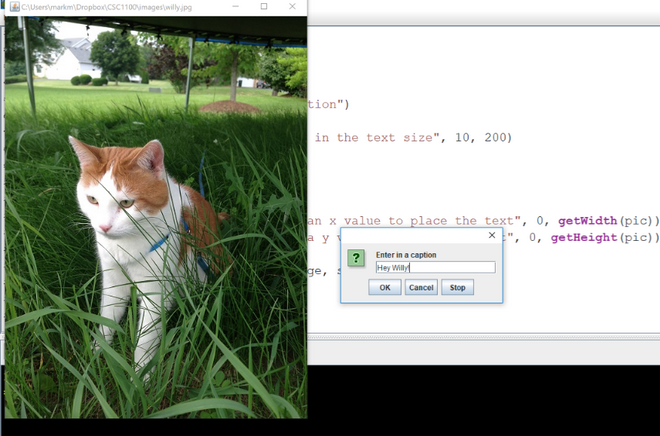 C:\Users\markm\Dropbox\CSC1100\images\willy.jpg
tion")
in the text size", 10, 200)
an x value to place the text", 0, getWidth(pic))
a y v
", 0, getHeight(pic))
ge, s
Enter in a caption
Hey Willy!
OK Cancel Stop